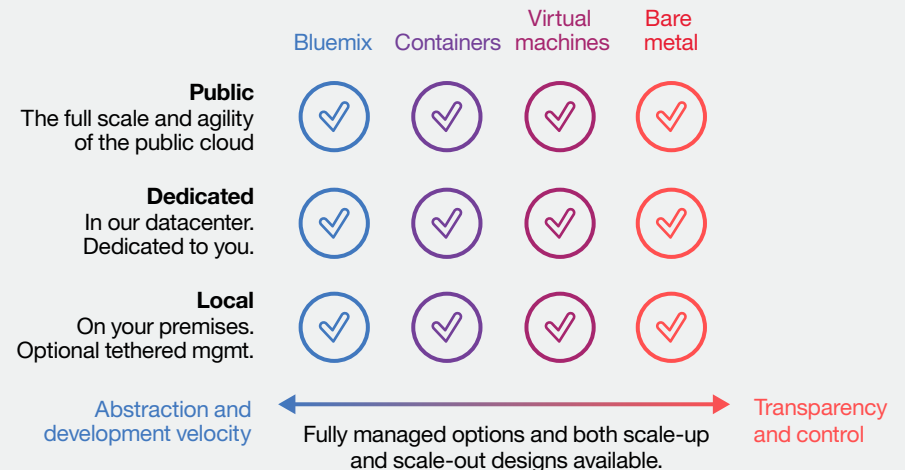 Bluemix
Containers
Virtual
machines
Bare
metal
Public
The full scale and agility
of the public cloud
Dedicated
In our datacenter.
Dedicated to you.
Local
On your premises.
Optional tethered mgmt.
Abstraction and
development velocity
Fully managed options and both scale-up
and scale-out designs available.
Transparency
and control